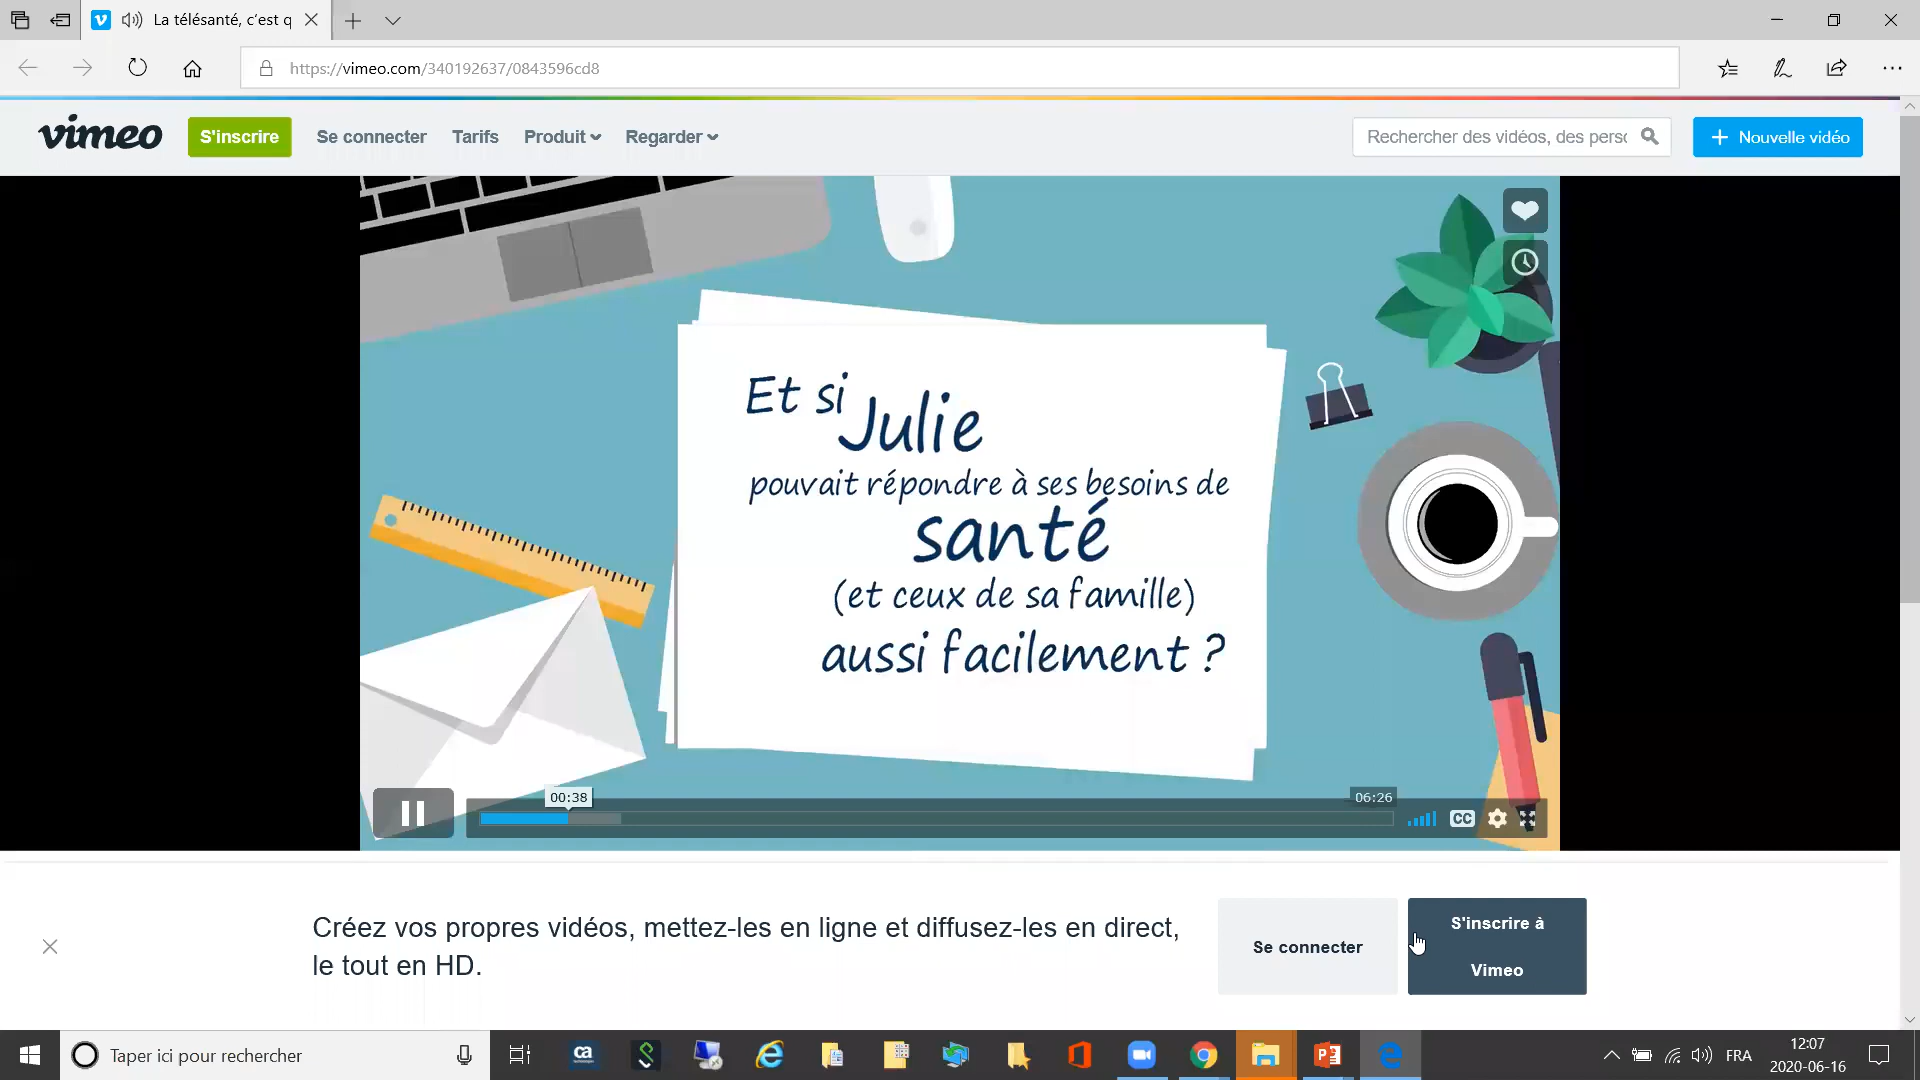 La télésanté, c'est q
https://vimeo.com/340192637/0843596cd8
vimeo
S'inscrire
Se connecter
Tarifs
Produit
Regarder
Rechercher des vidéos, des perso
Nouvelle vidéo
Et si
Julie
pouvait répondre à ses besoins de
santé
(et ceux de sa famille)
aussi facilement ?
00:38
06:26
CC
Créez vos propres vidéos, mettez-les en ligne et diffusez-les en direct,
le tout en HD.
Se connecter
S'inscrire à
Vimeo
Taper ici pour rechercher
ca
FRA
12:07
2020-06-16